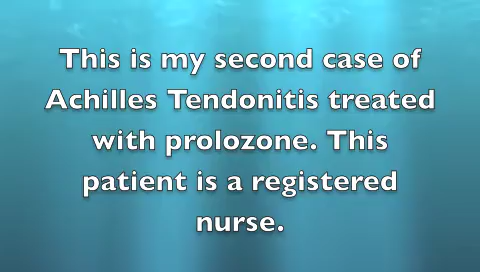 This is my second case of
Achilles Tendonitis treated
with prolozone. This
patient is a registered
nurse.